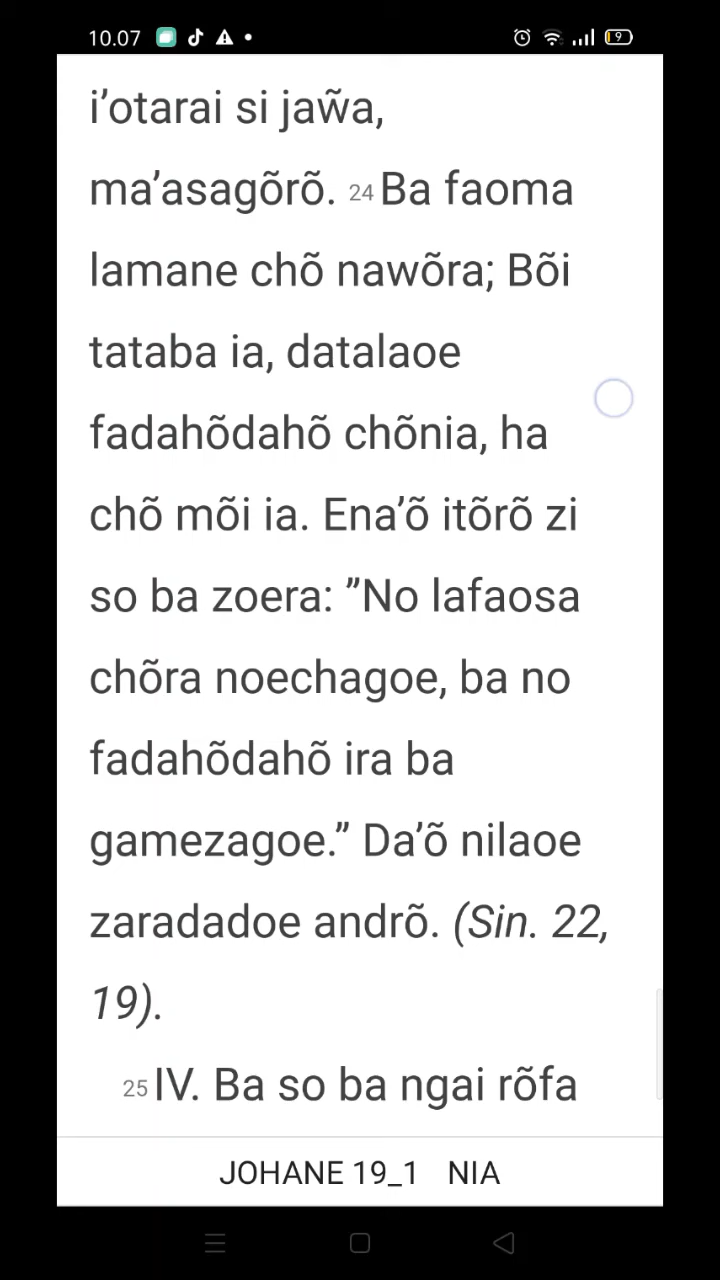 10.07
9
i’otarai si jaw̃a,
ma’asagõrõ. 24 Ba faoma
lamane chõ nawõra; Bõi
tataba ia, datalaoe
fadahõdahõ chõnia, ha
chõ mõi ia. Ena’õ itõrõ zi
so ba zoera: ”No lafaosa
chõra noechagoe, ba no
fadahõdahõ ira ba
gamezagoe.” Da’õ nilaoe
zaradadoe andrõ. (Sin. 22,
19).
25 IV. Ba so ba ngai rõfa
JOHANE 19_1 NIA